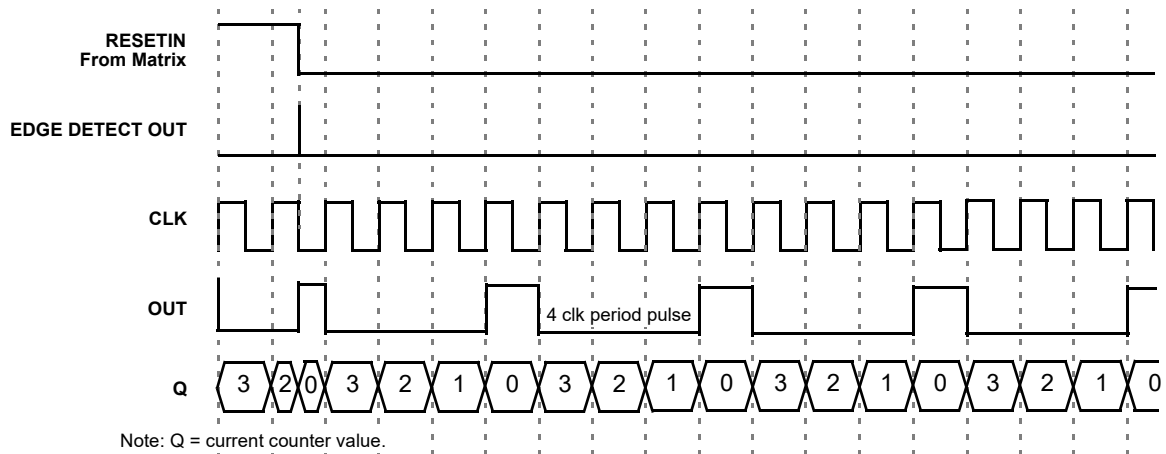 RESETIN
From Matrix
EDGE DETECT OUT
CLK
OUT
4 clk period pulse
Q
3 2 0 3 2 1 0 3 2 1 0 3 2 1 0 3 2 1 0
Note: Q = current counter value.